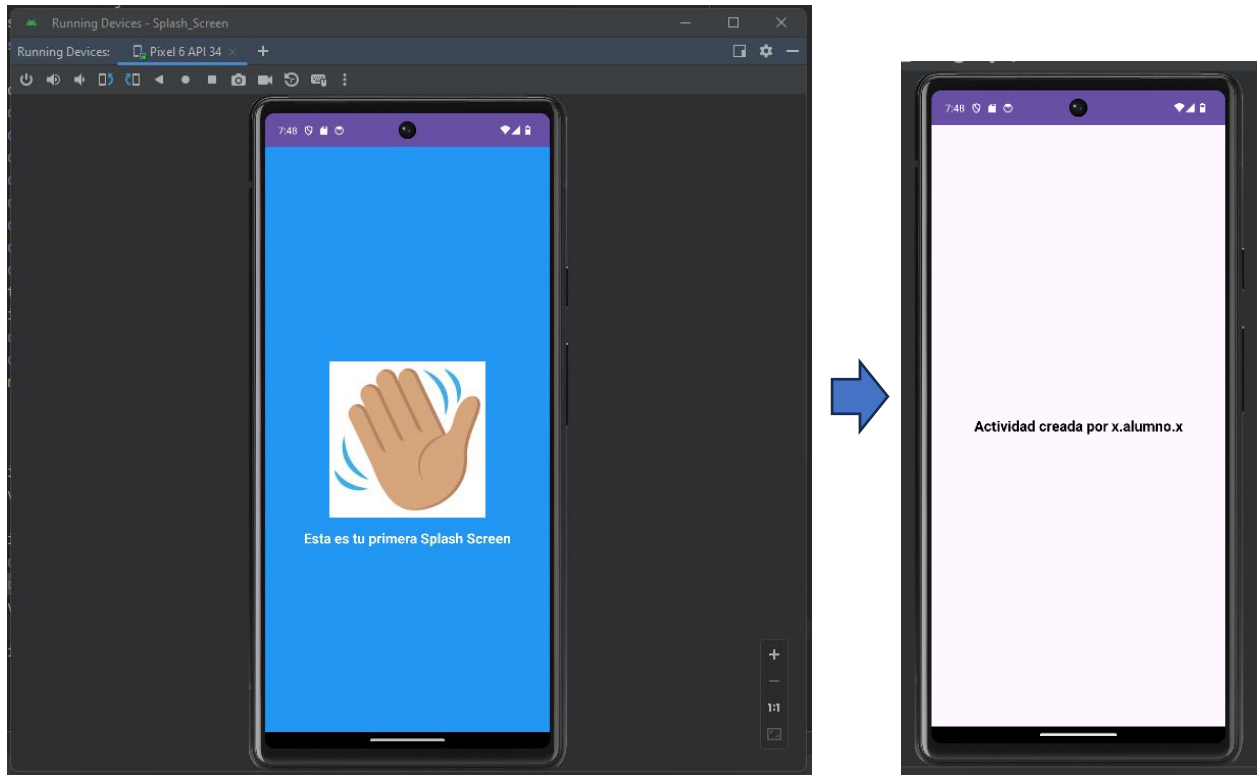 Running Devices - Splash_Screen
Running Devices: Pixel 6 API 34
7:48
Esta es tu primera Splash Screen
1:1
7:48
Actividad creada por x.alumno.x